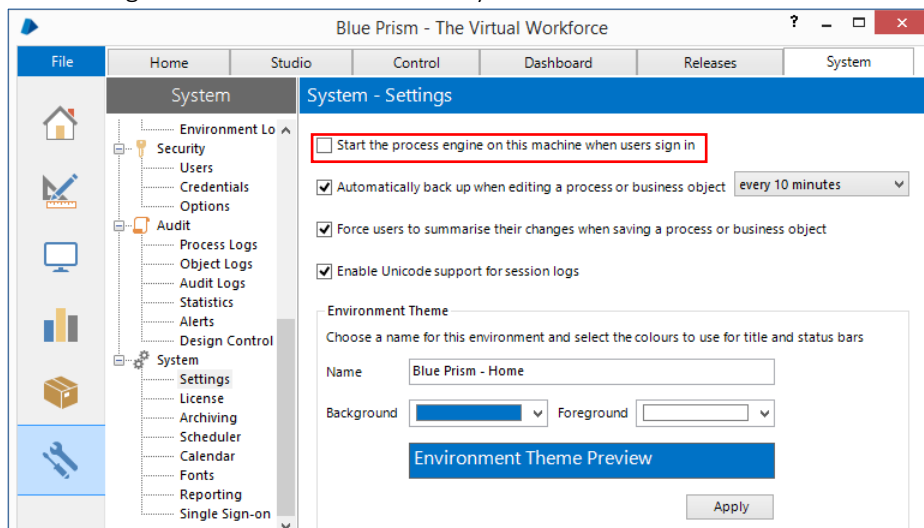 Blue Prism - The Virtual Workforce
?
File
Home
Studio
Control
Dashboard
Releases
System
System
System - Settings
Environment Lo
Security
Users
Credentials
Options
Audit
Process Logs
Object Logs
Audit Logs
Statistics
Alerts
Design Control
System
Settings
License
Archiving
Scheduler
Calendar
Fonts
Reporting
Single Sign-on
Start the process engine on this machine when users sign in
Automatically back up when editing a process or business object
every 10 minutes
Force users to summarise their changes when saving a process or business object
Enable Unicode support for session logs
Environment Theme
Choose a name for this environment and select the colours to use for title and status bars
Name
Blue Prism - Home
Background
Foreground
Environment Theme Preview
Apply